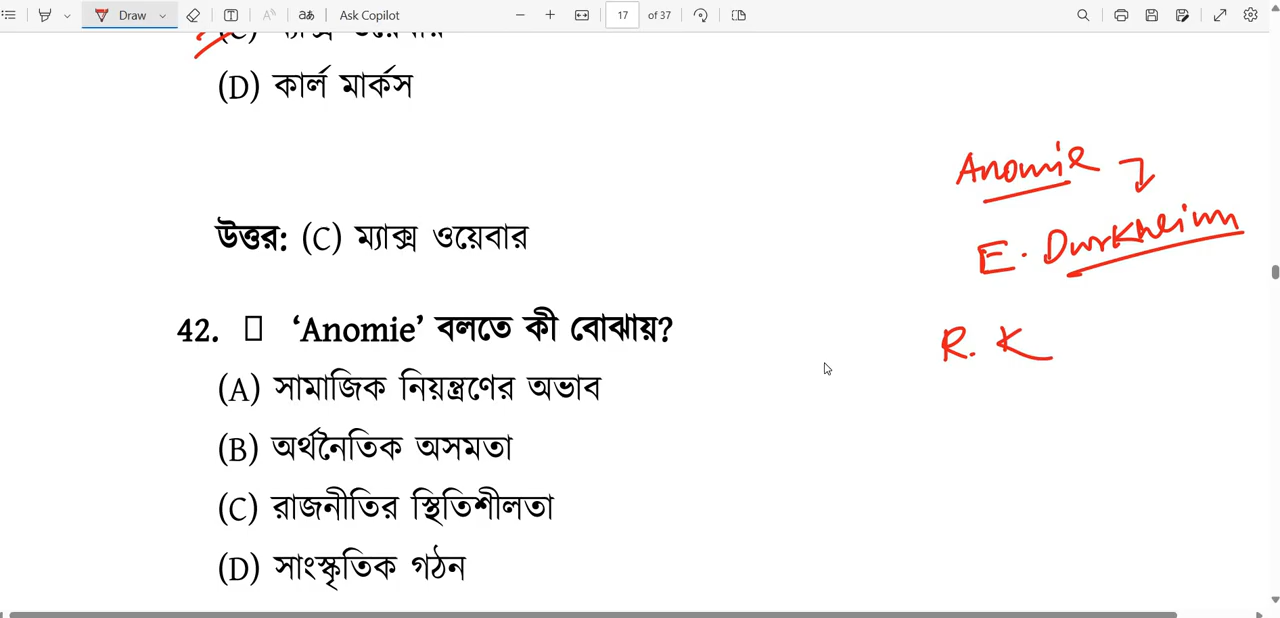 Draw
Ask Copilot
17 of 37
(C) ম্যাক্স ওয়েবার
(D) কার্ল মার্কস
Anomie
উত্তর: (C) ম্যাক্স ওয়েবার
E. Durkheim
42. 'Anomie' বলতে কী বোঝায়?
R. K
(A) সামাজিক নিয়ন্ত্রণের অভাব
(B) অর্থনৈতিক অসমতা
(C) রাজনীতির স্থিতিশীলতা
(D) সাংস্কৃতিক গঠন